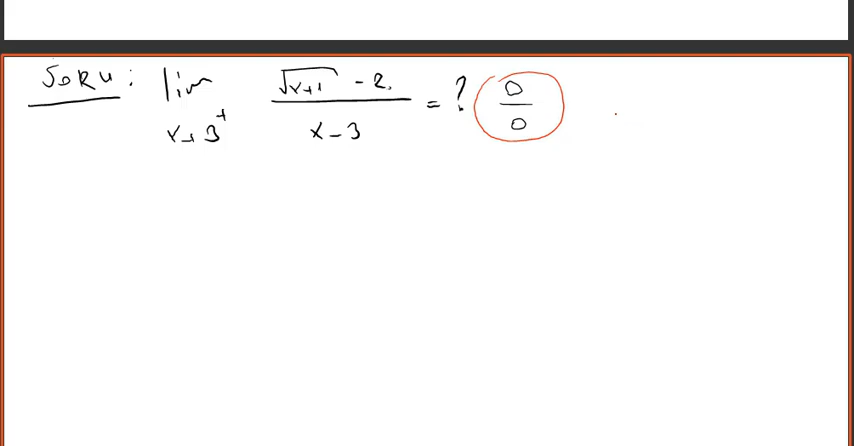 SORU: lim x→3⁺ (√(x+1) - 2) / (x-3) = ? 0/0